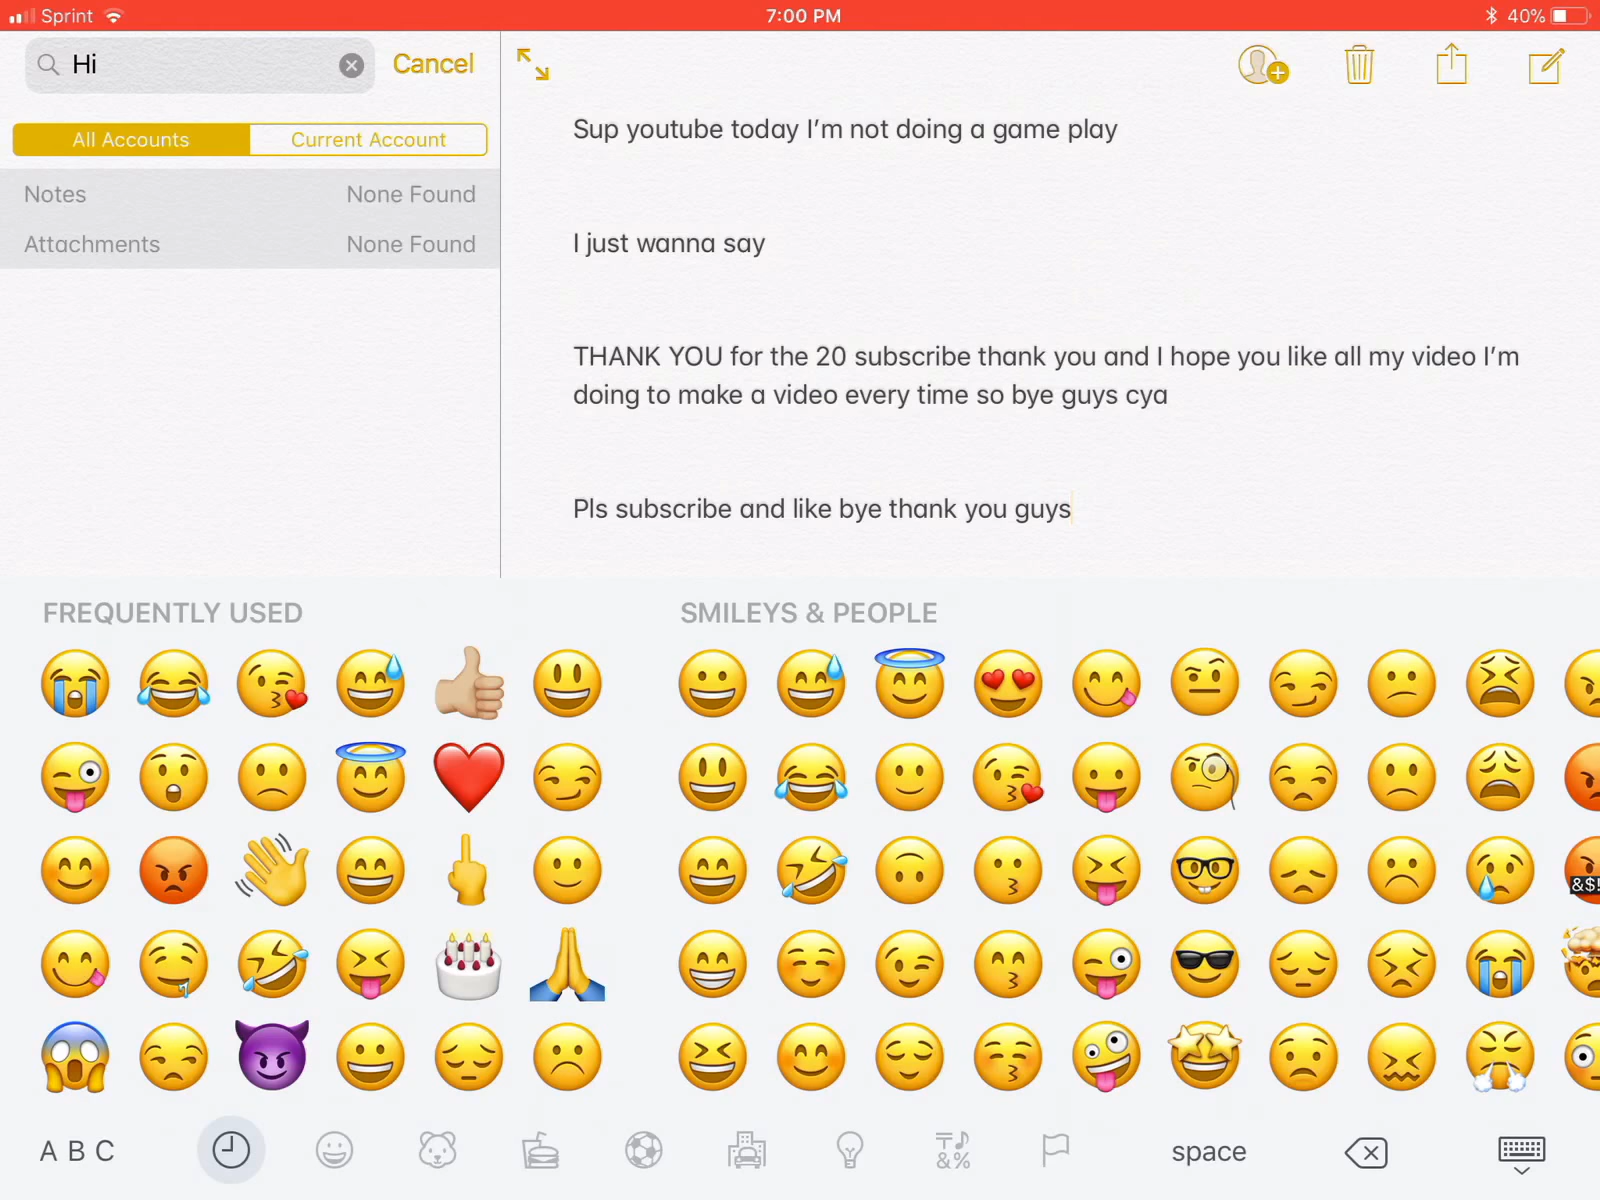 Sprint 7:00 PM 40%
Hi Cancel
All Accounts Current Account
Notes None Found
Attachments None Found
Sup youtube today I'm not doing a game play
I just wanna say
THANK YOU for the 20 subscribe thank you and I hope you like all my video I'm
doing to make a video every time so bye guys cya
Pls subscribe and like bye thank you guys
FREQUENTLY USED SMILEYS & PEOPLE
&$!
A B C space